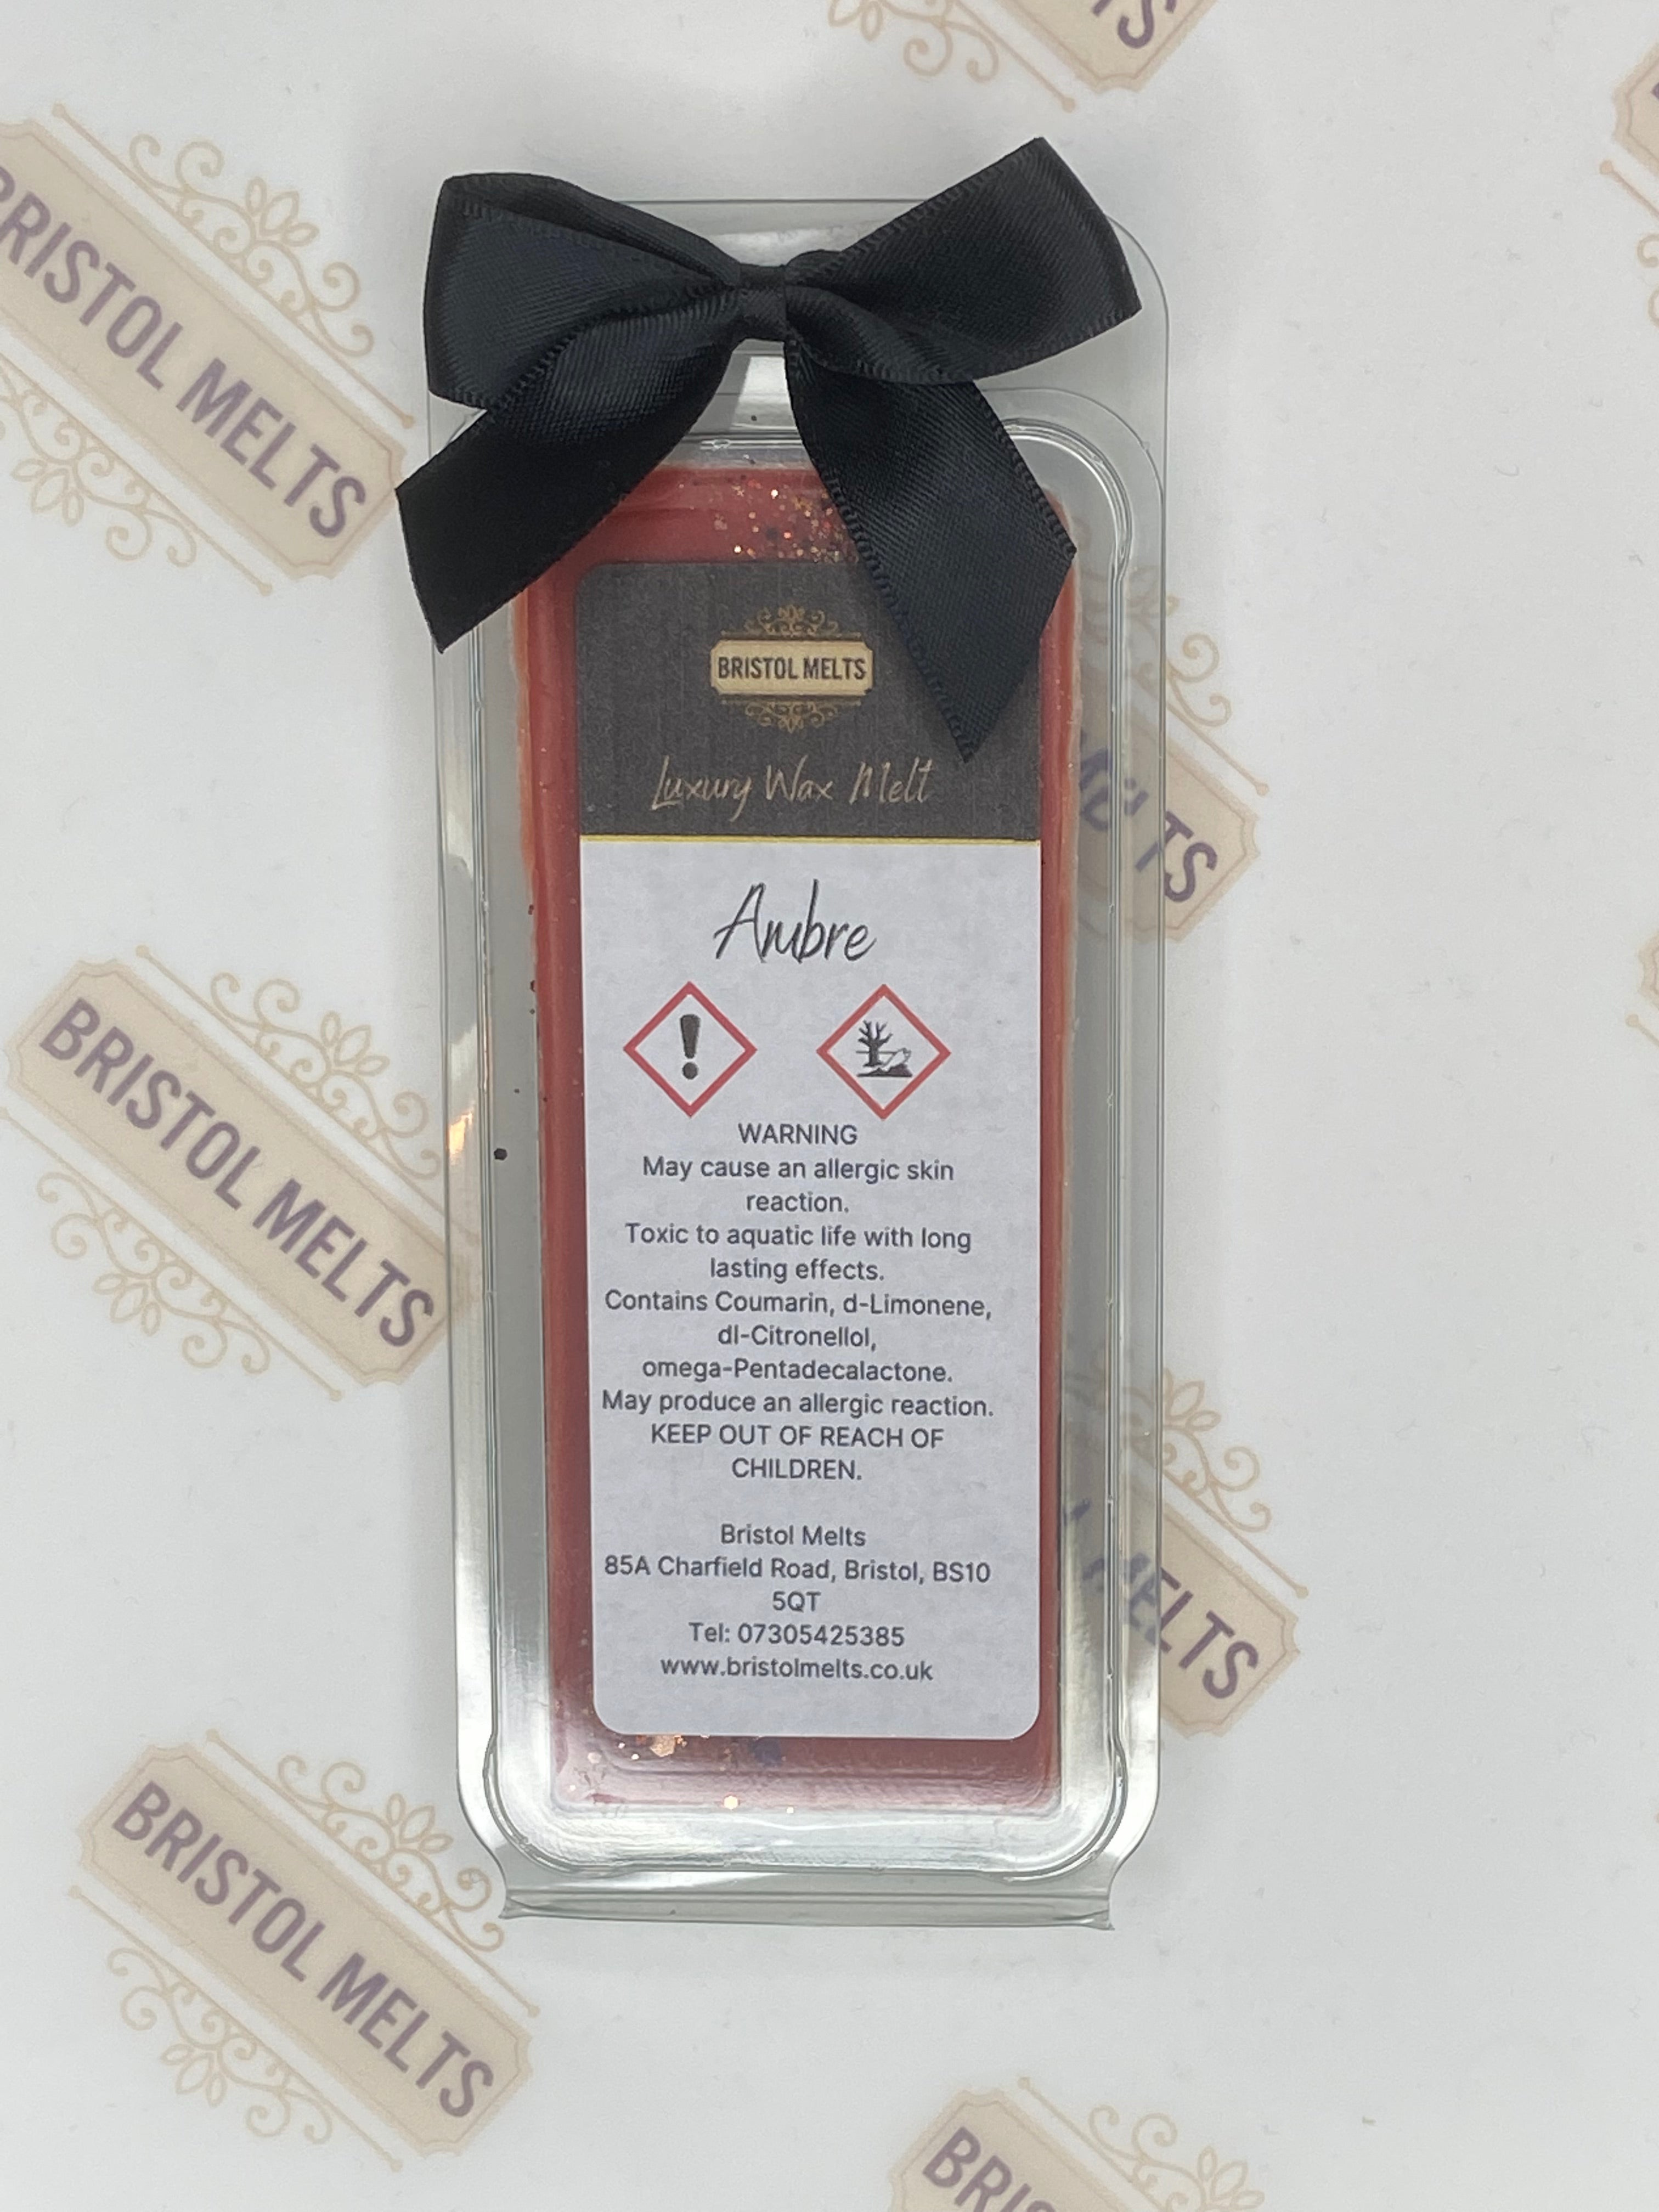 BRISTOL MELTS
Luxury Wax Melt
Ambre
WARNING
May cause an allergic skin
reaction.
Toxic to aquatic life with long
lasting effects.
Contains Coumarin, d-Limonene,
dl-Citronellol,
omega-Pentadecalactone.
May produce an allergic reaction.
KEEP OUT OF REACH OF
CHILDREN.
Bristol Melts
85A Charfield Road, Bristol, BS10
5QT
Tel: 07305425385
www.bristolmelts.co.uk
BRISTOL MELTS
BRISTOL MELTS
BRISTOL MELTS
MELTS
MELTS